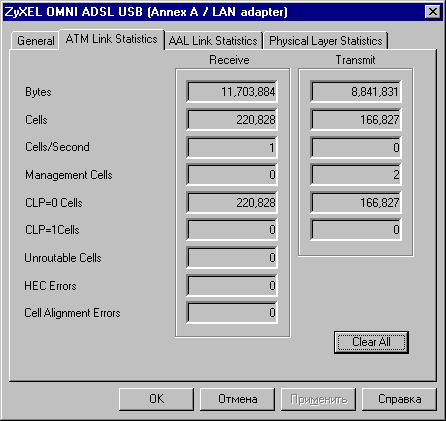 ZyXEL OMNI ADSL USB (Annex A / LAN adapter)
General ATM Link Statistics AAL Link Statistics Physical Layer Statistics
Receive Transmit
Bytes 11,703,884 8,841,831
Cells 220,828 166,827
Cells/Second 1 0
Management Cells 0 2
CLP=0 Cells 220,828 166,827
CLP=1Cells 0 0
Unroutable Cells 0
HEC Errors 0
Cell Alignment Errors 0
Clear All
OK Отмена Применить Справка